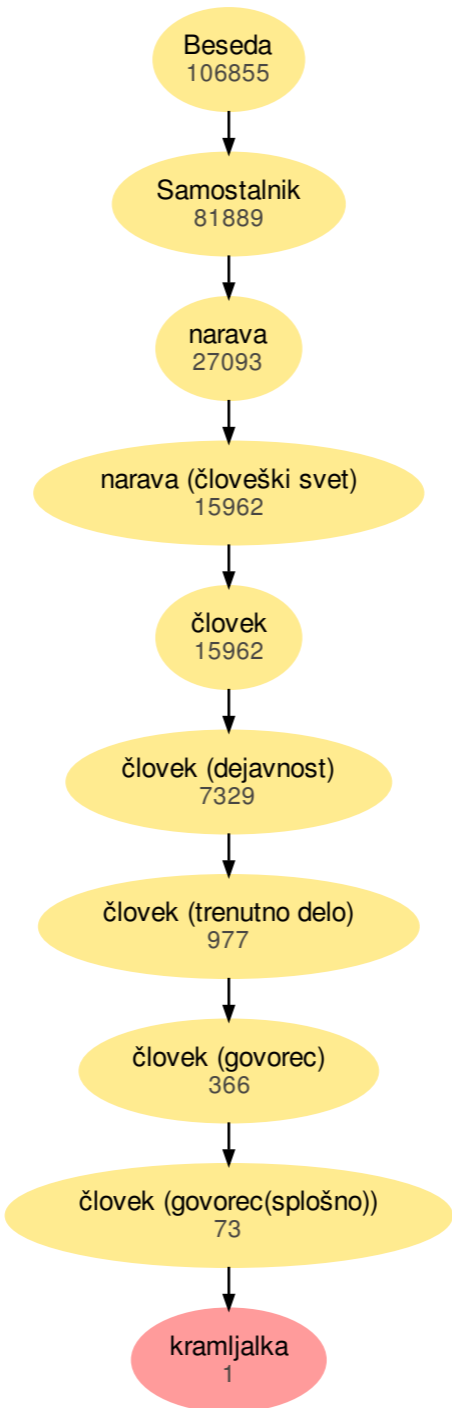 Beseda
106855
Samostalnik
81889
narava
27093
narava (človeški svet)
15962
človek
15962
človek (dejavnost)
7329
človek (trenutno delo)
977
človek (govorec)
366
človek (govorec(splošno))
73
kramljalka
1